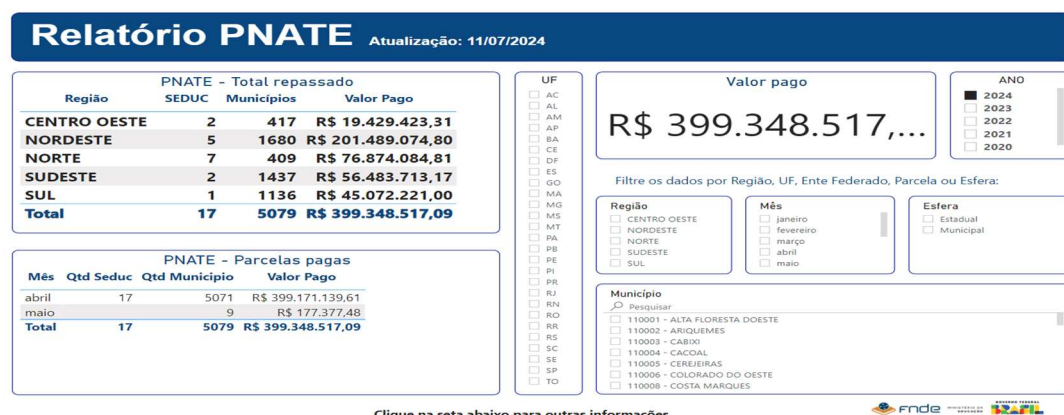 Relatório PNATE Atualização: 11/07/2024
PNATE - Total repassado
Região SEDUC Municípios Valor Pago
CENTRO OESTE 2 417 R$ 19.429.423,31
NORDESTE 5 1680 R$ 201.489.074,80
NORTE 7 409 R$ 76.874.084,81
SUDESTE 2 1437 R$ 56.483.713,17
SUL 1 1136 R$ 45.072.221,00
Total 17 5079 R$ 399.348.517,09
PNATE - Parcelas pagas
Mês Qtd Seduc Qtd Municipio Valor Pago
abril 17 5071 R$ 399.171.139,61
maio 9 R$ 177.377,48
Total 17 5079 R$ 399.348.517,09
UF
AC
AL
AM
AP
BA
CE
DF
ES
GO
MA
MG
MS
MT
PA
PB
PE
PI
PR
RJ
RN
RO
RR
RS
SC
SE
SP
TO
Valor pago
R$ 399.348.517,...
ANO
2024
2023
2022
2021
2020
Filtre os dados por Região, UF, Ente Federado, Parcela ou Esfera:
Região
CENTRO OESTE
NORDESTE
NORTE
SUDESTE
SUL
Mês
janeiro
fevereiro
março
abril
maio
Esfera
Estadual
Municipal
Município
Pesquisar
110001 - ALTA FLORESTA DOESTE
110002 - ARIQUEMES
110003 - CABIXI
110004 - CACOAL
110005 - CEREJEIRAS
110006 - COLORADO DO OESTE
110008 - COSTA MARQUES
Clique na seta abaixo para outras informações
FNDE MINISTÉRIO DA EDUCAÇÃO GOVERNO FEDERAL BRASIL